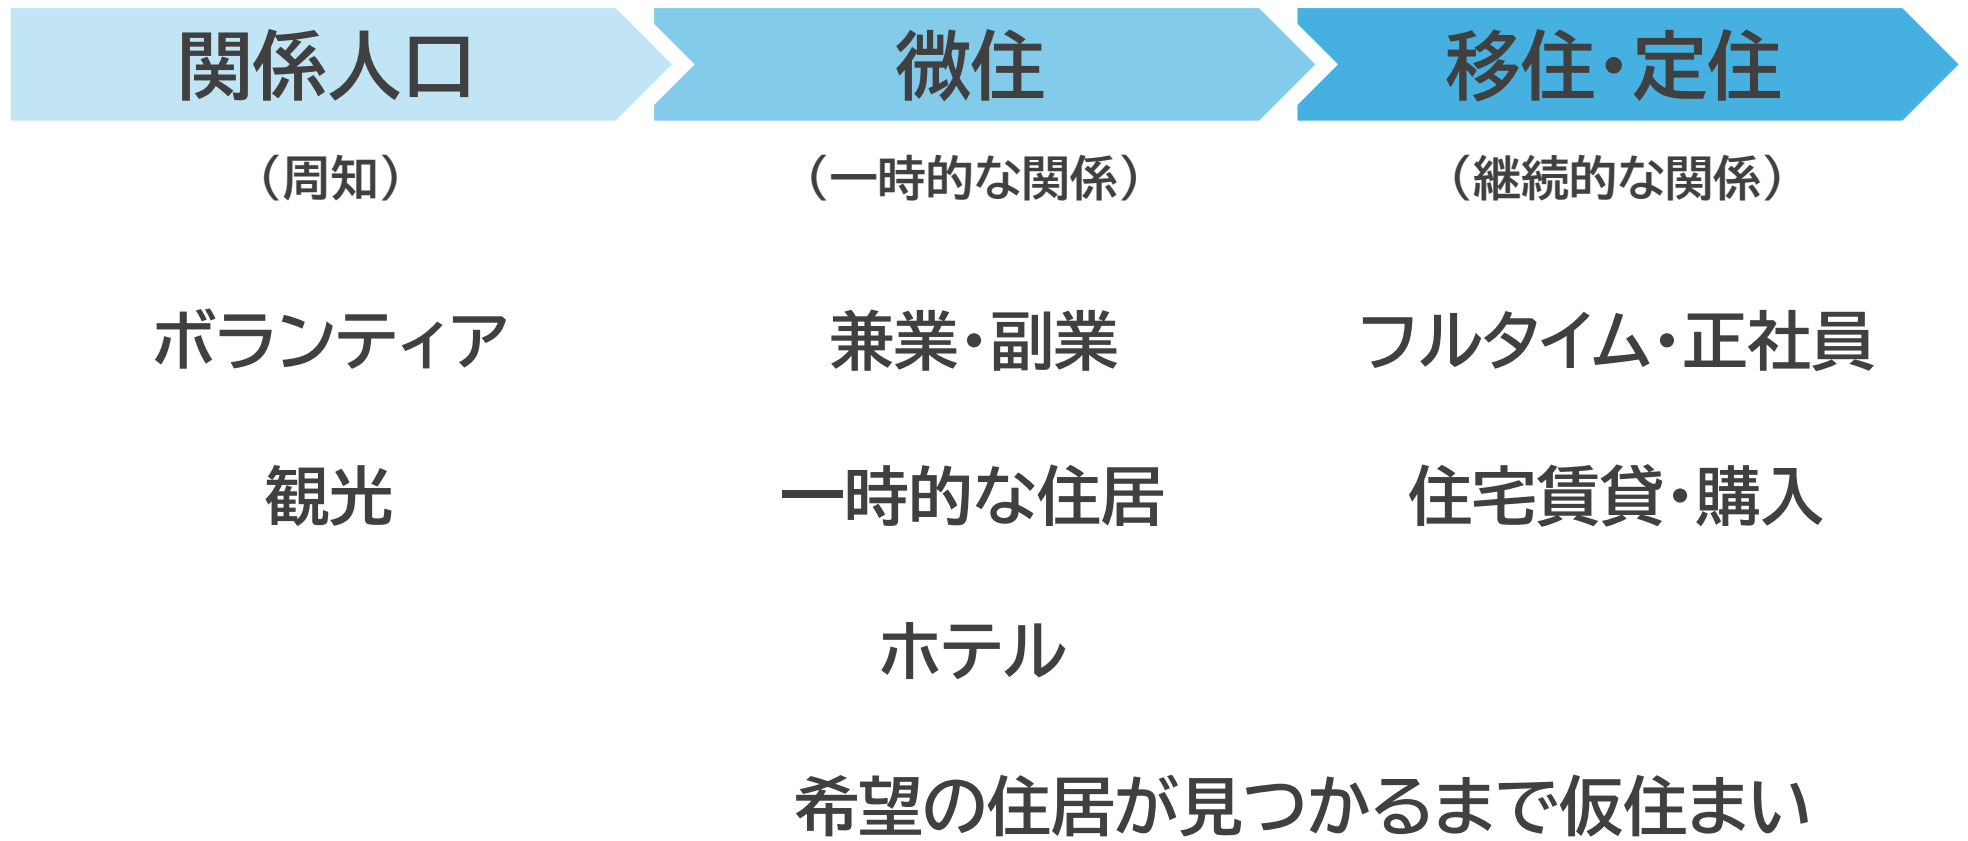 関係人口 微住 移住・定住
（周知） （一時的な関係） （継続的な関係）
ボランティア 兼業・副業 フルタイム・正社員
観光 一時的な住居 住宅賃貸・購入
ホテル
希望の住居が見つかるまで仮住まい